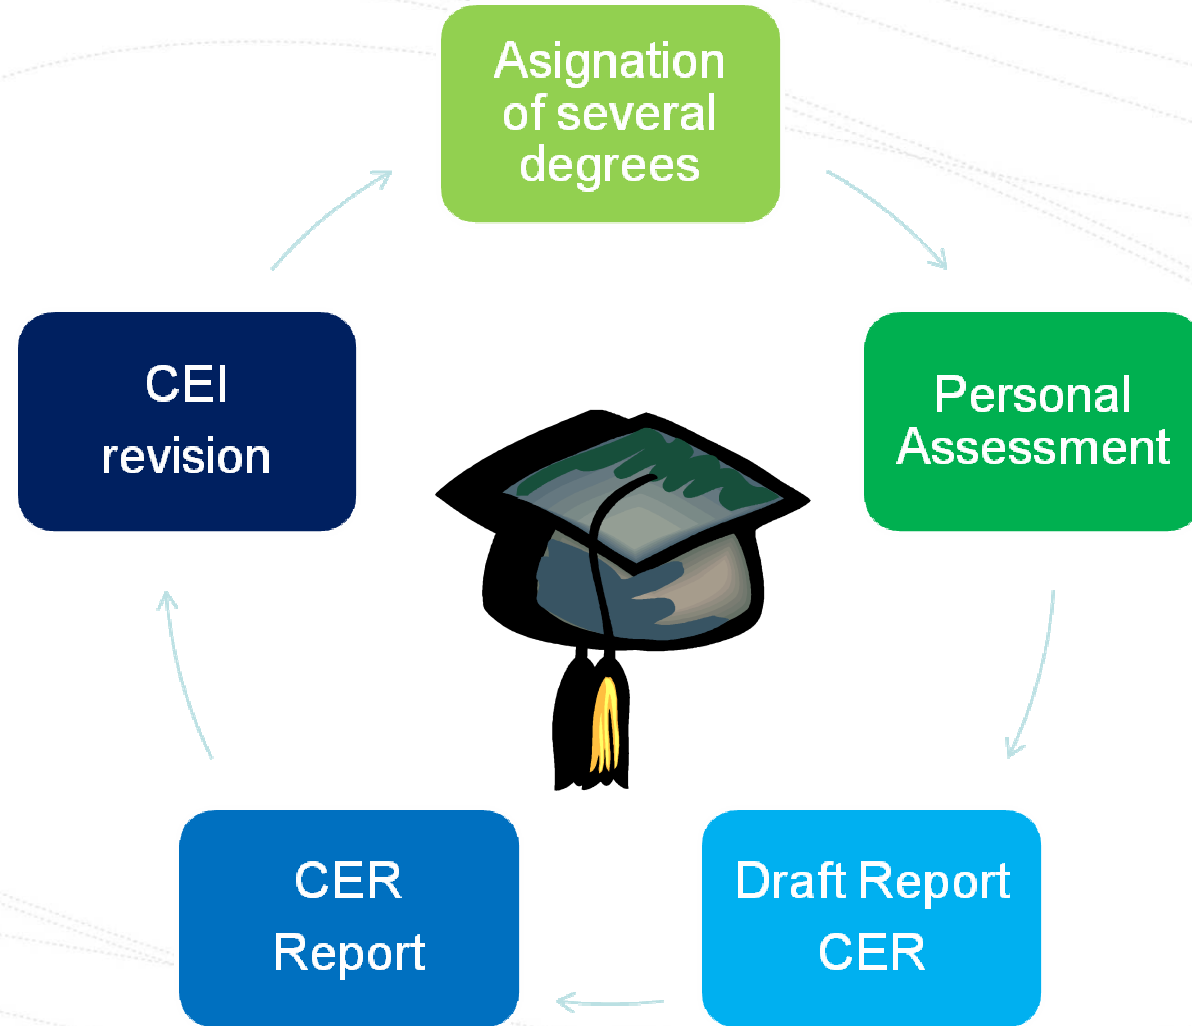 Asignation
of several
degrees
Personal
Assessment
Draft Report
CER
CER
Report
CEI
revision